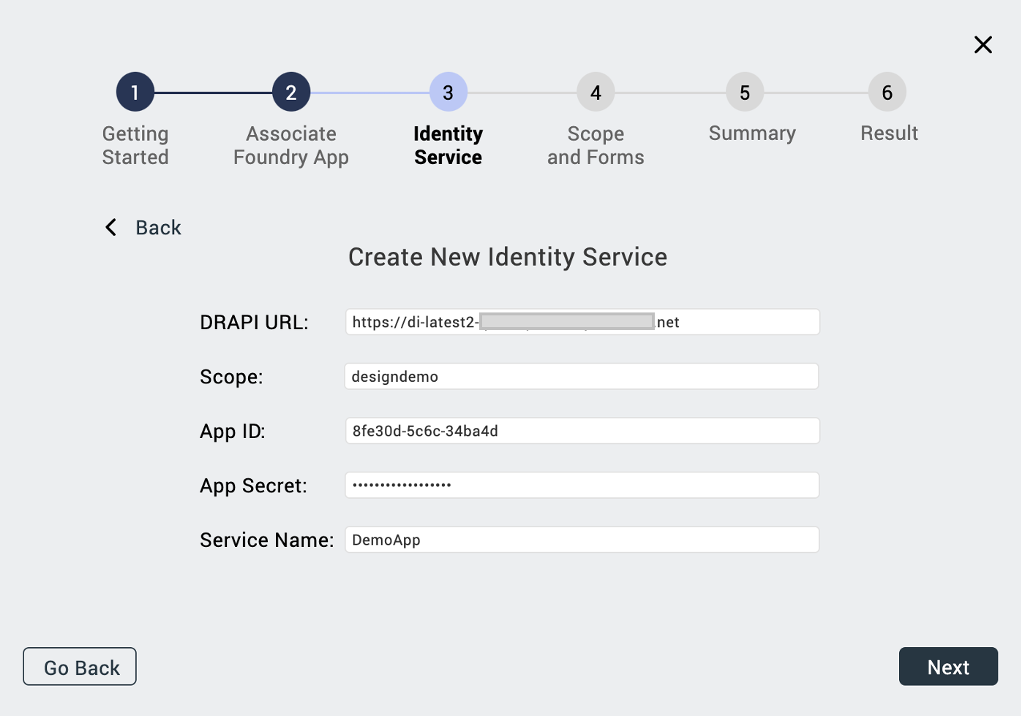 1 2 3 4 5 6
Getting Started
Associate Foundry App
Identity Service
Scope and Forms
Summary
Result
Back
Create New Identity Service
DRAPI URL: https://di-latest2- .net
Scope: designdemo
App ID: 8fe30d-5c6c-34ba4d
App Secret: ••••••••••••••••••
Service Name: DemoApp
Go Back Next